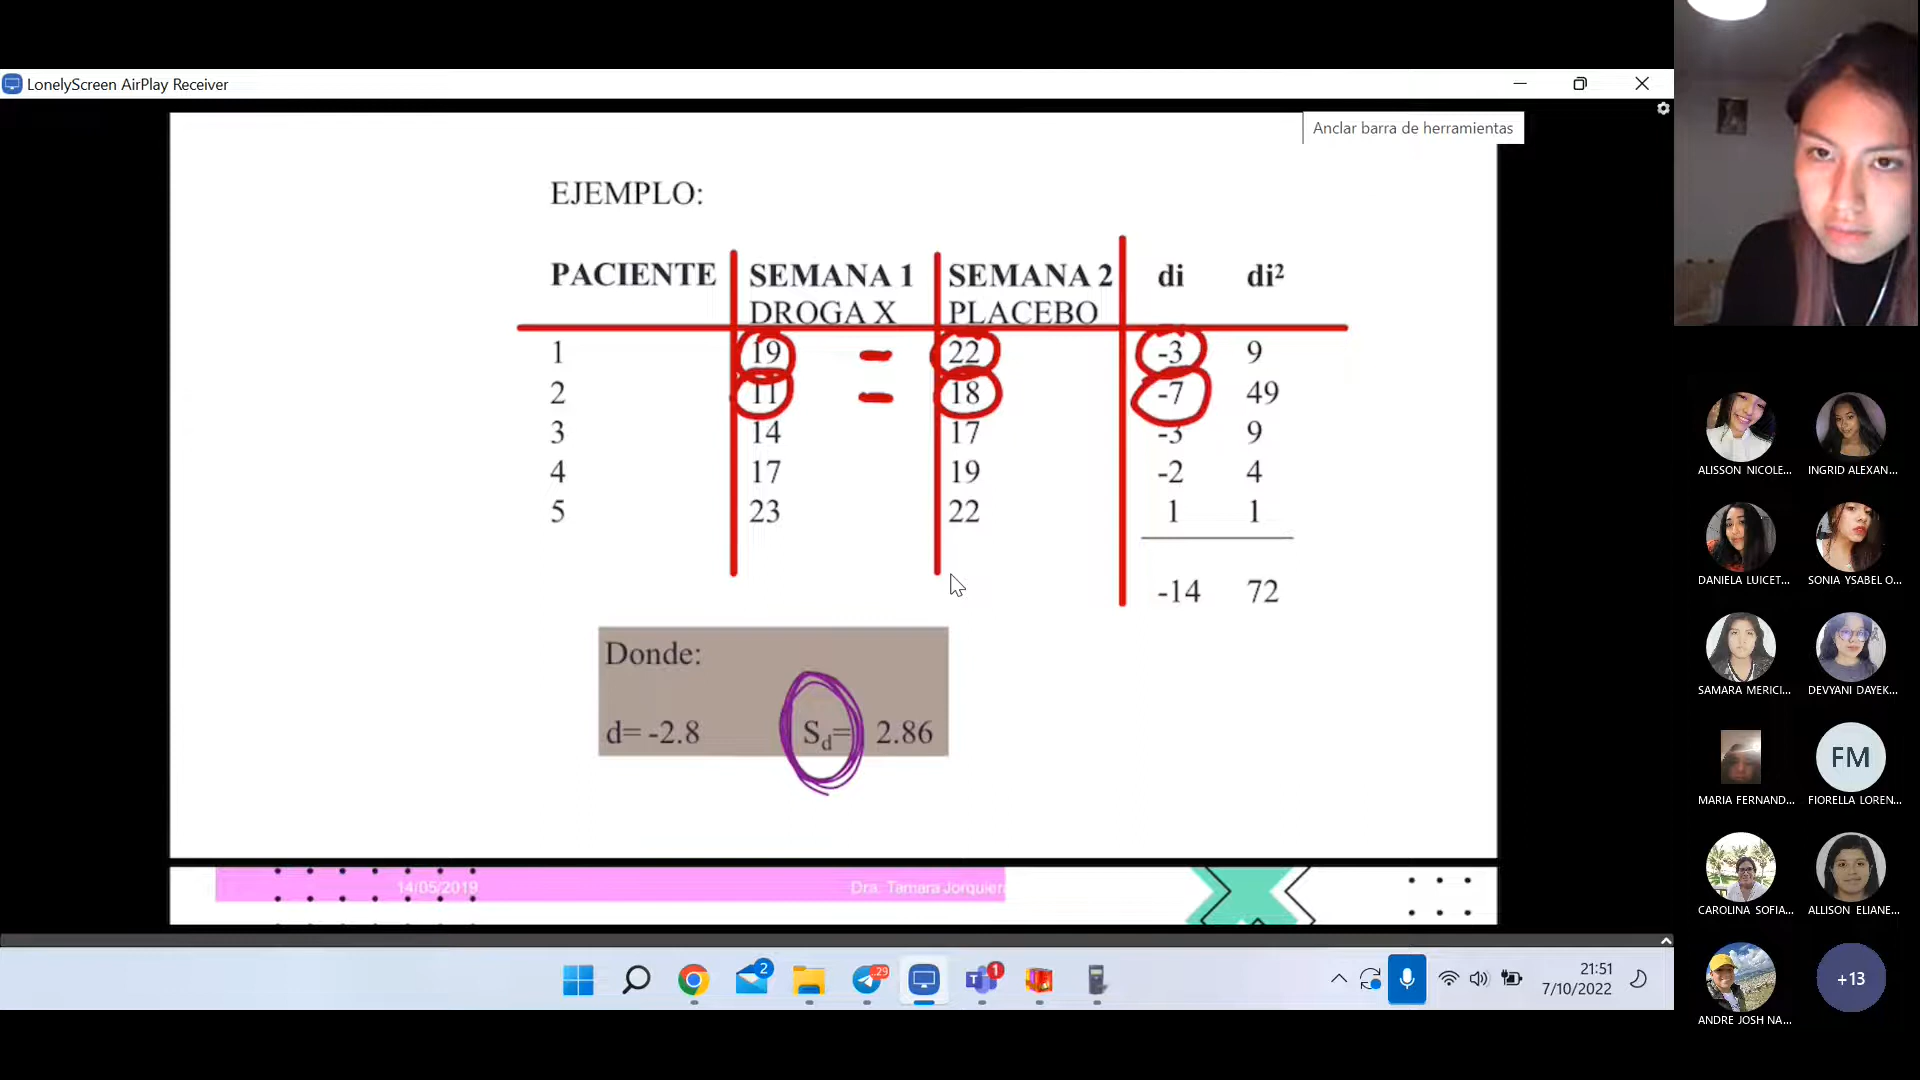 LonelyScreen AirPlay Receiver
Anclar barra de herramientas
EJEMPLO:
PACIENTE SEMANA 1 SEMANA 2 di di²
DROGA X PLACEBO
1 19 = 22 -3 9
2 11 = 18 -7 49
3 14 17 -3 9
4 17 19 -2 4
5 23 22 1 1
-14 72
Donde:
d= -2.8 Sd= 2.86
14/05/2019 Dra. Tamara Jorquier
ALISSON NICOLE... INGRID ALEXAN...
DANIELA LUICET... SONIA YSABEL O...
SAMARA MERICI... DEVYANI DAYEK...
FM
MARIA FERNAND... FIORELLA LOREN...
CAROLINA SOFIA... ALLISON ELIANE...
+13
ANDRE JOSH NA...
2 29 1
21:51
7/10/2022